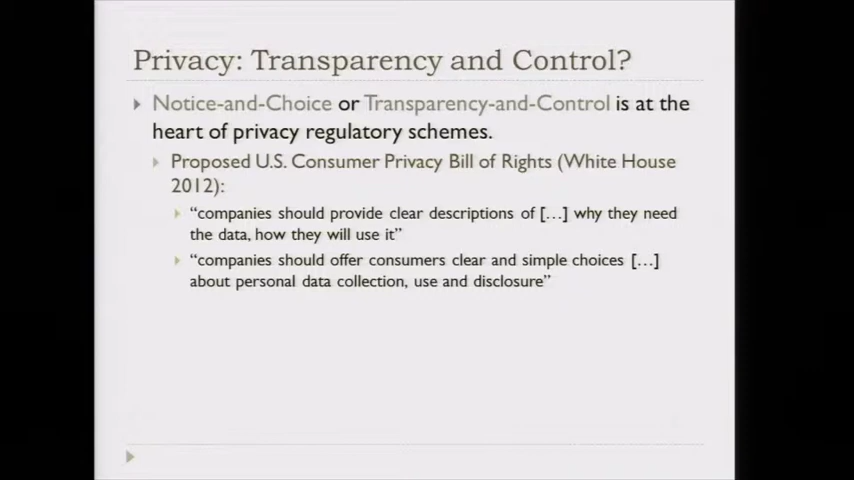 Privacy: Transparency and Control?
Notice-and-Choice or Transparency-and-Control is at the
heart of privacy regulatory schemes.
Proposed U.S. Consumer Privacy Bill of Rights (White House
2012):
“companies should provide clear descriptions of […] why they need
the data, how they will use it”
“companies should offer consumers clear and simple choices […]
about personal data collection, use and disclosure”